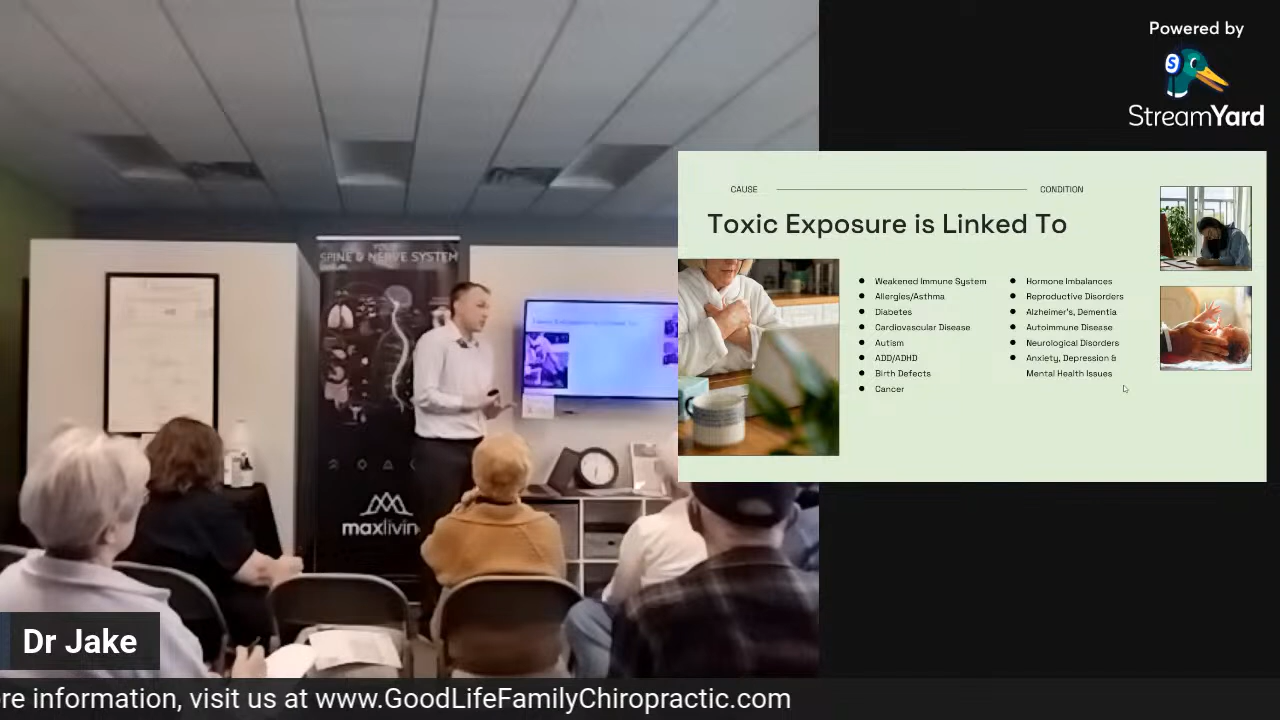 Powered by
StreamYard
CAUSE
CONDITION
Toxic Exposure is Linked To
Weakened Immune System
Allergies/Asthma
Diabetes
Cardiovascular Disease
Autism
ADD/ADHD
Birth Defects
Cancer
Hormone Imbalances
Reproductive Disorders
Alzheimer's, Dementia
Autoimmune Disease
Neurological Disorders
Anxiety, Depression &
Mental Health Issues
SPINE & NERVE SYSTEM
maxlivin
Dr Jake
re information, visit us at www.GoodLifeFamilyChiropractic.com